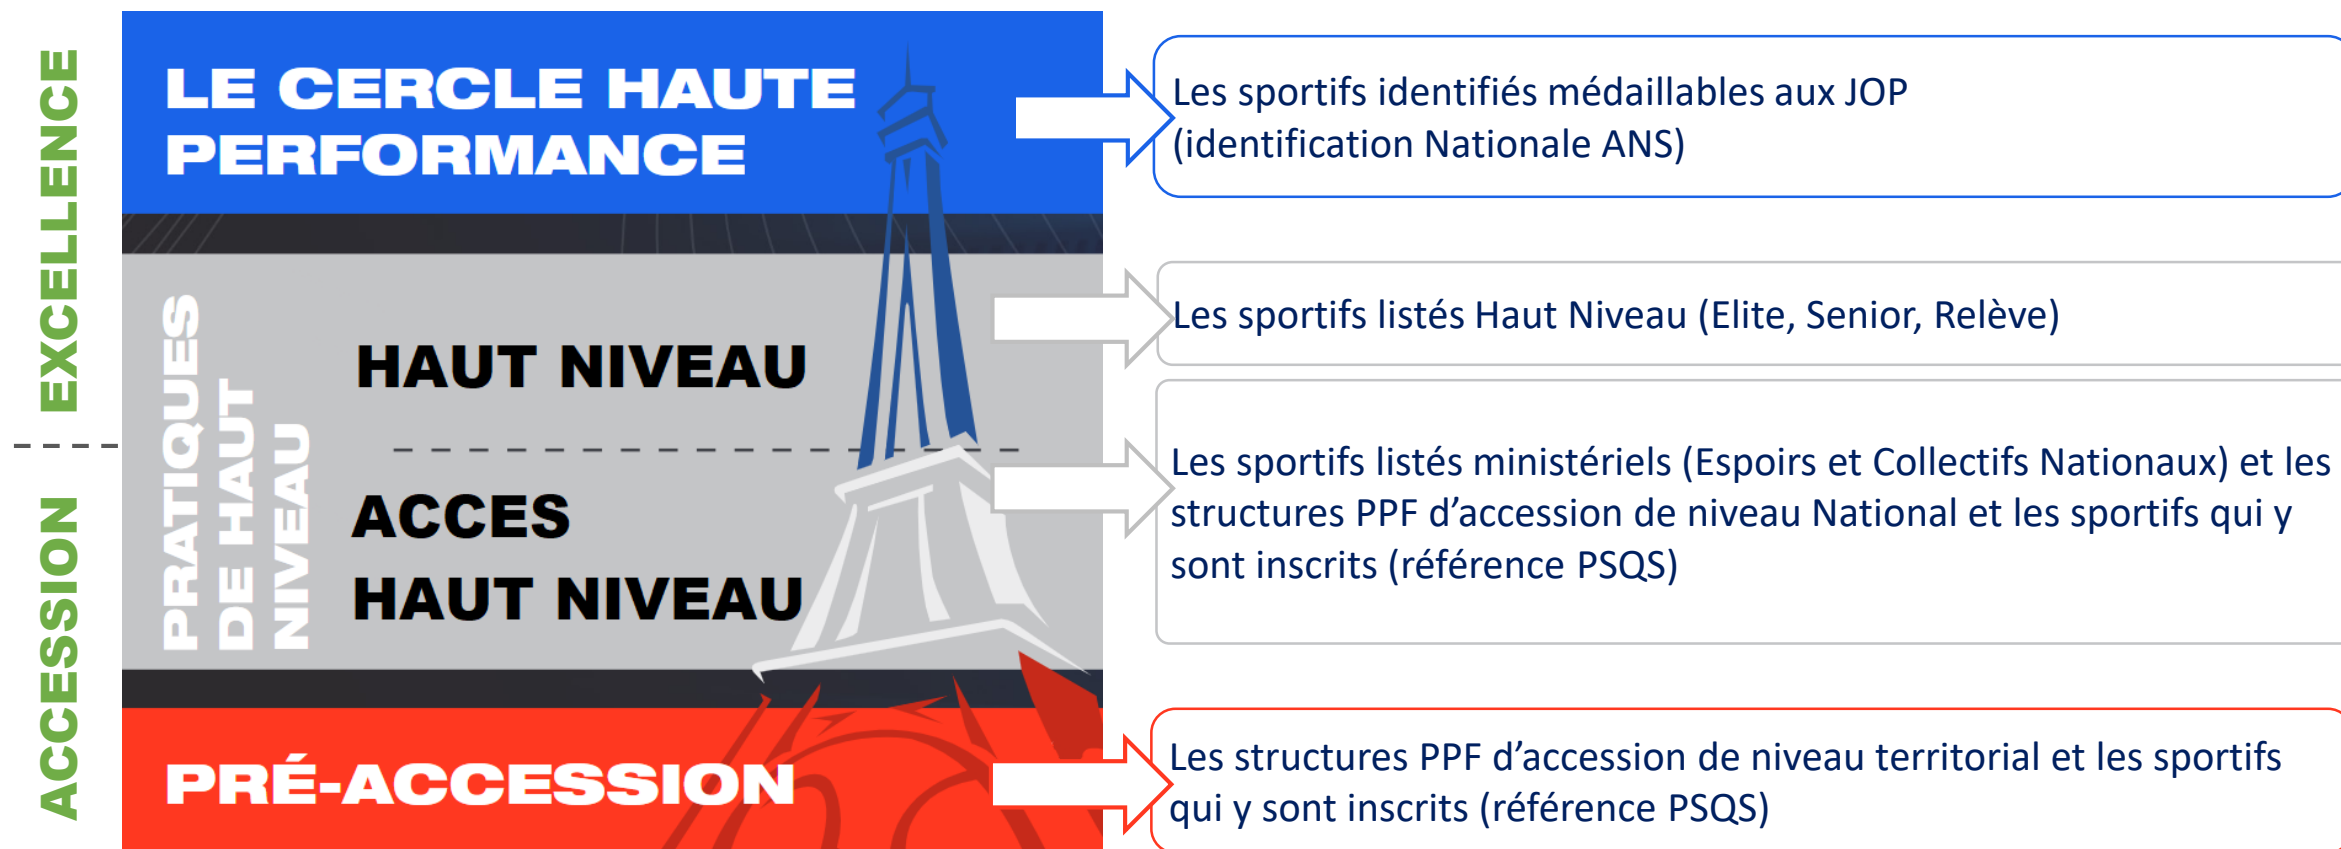 EXCELLENCE
ACCESSION
LE CERCLE HAUTE
PERFORMANCE
Les sportifs identifiés médaillables aux JOP
(identification Nationale ANS)
PRATIQUES
DE HAUT
NIVEAU
HAUT NIVEAU
Les sportifs listés Haut Niveau (Elite, Senior, Relève)
ACCES
HAUT NIVEAU
Les sportifs listés ministériels (Espoirs et Collectifs Nationaux) et les
structures PPF d’accession de niveau National et les sportifs qui y
sont inscrits (référence PSQS)
PRÉ-ACCESSION
Les structures PPF d’accession de niveau territorial et les sportifs
qui y sont inscrits (référence PSQS)